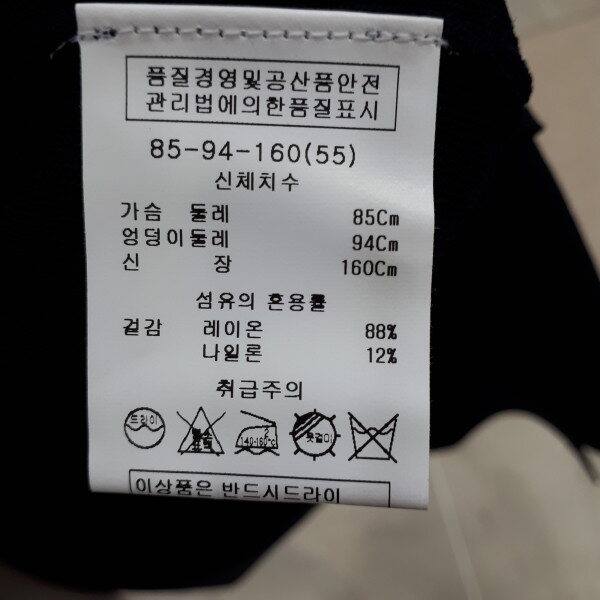 품질경영및공산품안전
관리법에의한품질표시
85-94-160(55)
신체치수
가슴 둘레 85Cm
엉덩이둘레 94Cm
신 장 160Cm
섬유의 혼용률
겉감 레이온 88%
나일론 12%
취급주의
드라이
2
140-160°C
옷걸이
이상품은 반드시드라이